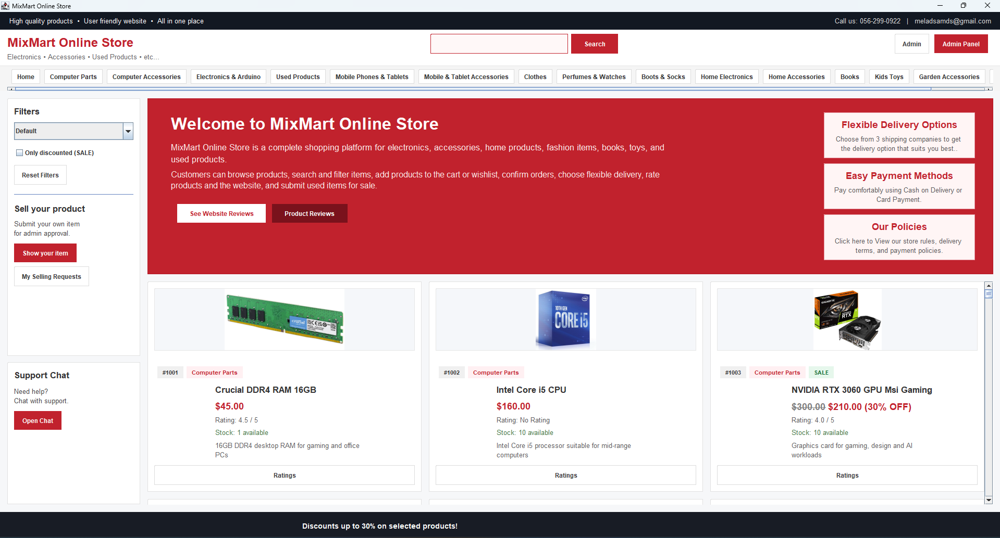 MixMart Online Store
High quality products • User friendly website • All in one place
Call us: 056-299-0922 | meladsamds@gmail.com
MixMart Online Store
Electronics • Accessories • Used Products • etc...
Search
Admin
Admin Panel
Home
Computer Parts
Computer Accessories
Electronics & Arduino
Used Products
Mobile Phones & Tablets
Mobile & Tablet Accessories
Clothes
Perfumes & Watches
Boots & Socks
Home Electronics
Home Accessories
Books
Kids Toys
Garden Accessories
Filters
Default
Only discounted (SALE)
Reset Filters
Sell your product
Submit your own item
for admin approval.
Show your item
My Selling Requests
Support Chat
Need help?
Chat with support.
Open Chat
Welcome to MixMart Online Store
MixMart Online Store is a complete shopping platform for electronics, accessories, home products, fashion items, books, toys, and
used products.
Customers can browse products, search and filter items, add products to the cart or wishlist, confirm orders, choose flexible delivery, rate
products and the website, and submit used items for sale.
See Website Reviews
Product Reviews
Flexible Delivery Options
Choose from 3 shipping companies to get
the delivery option that suits you best..
Easy Payment Methods
Pay comfortably using Cash on Delivery or
Card Payment.
Our Policies
Click here to View our store rules, delivery
terms, and payment policies.
crucial
#1001
Computer Parts
Crucial DDR4 RAM 16GB
$45.00
Rating: 4.5 / 5
Stock: 1 available
16GB DDR4 desktop RAM for gaming and office
PCs
Ratings
intel
10TH GEN
CORE i5
#1002
Computer Parts
Intel Core i5 CPU
$160.00
Rating: No Rating
Stock: 10 available
Intel Core i5 processor suitable for mid-range
computers
Ratings
GIGABYTE
RTX
#1003
Computer Parts
SALE
NVIDIA RTX 3060 GPU Msi Gaming
$300.00 $210.00 (30% OFF)
Rating: 4.0 / 5
Stock: 10 available
Graphics card for gaming, design and AI
workloads
Ratings
Discounts up to 30% on selected products!